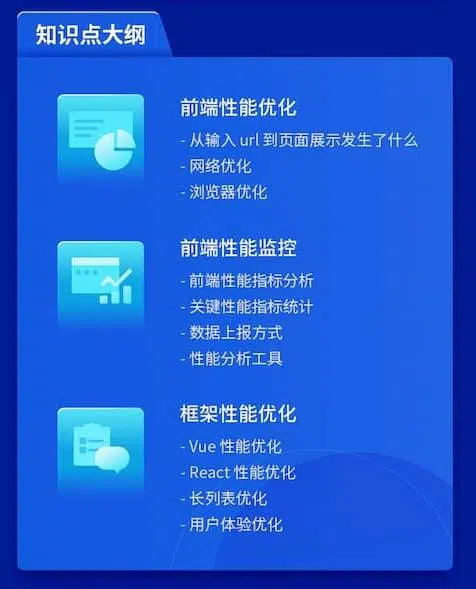 知识点大纲
前端性能优化
- 从输入 url 到页面展示发生了什么
- 网络优化
- 浏览器优化
前端性能监控
- 前端性能指标分析
- 关键性能指标统计
- 数据上报方式
- 性能分析工具
框架性能优化
- Vue 性能优化
- React 性能优化
- 长列表优化
- 用户体验优化